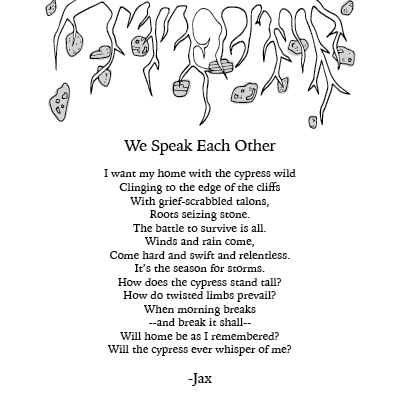 We Speak Each Other
I want my home with the cypress wild
Clinging to the edge of the cliffs
With grief-scrabbled talons,
Roots seizing stone.
The battle to survive is all.
Winds and rain come,
Come hard and swift and relentless.
It's the season for storms.
How does the cypress stand tall?
How do twisted limbs prevail?
When morning breaks
--and break it shall--
Will home be as I remembered?
Will the cypress ever whisper of me?
-Jax